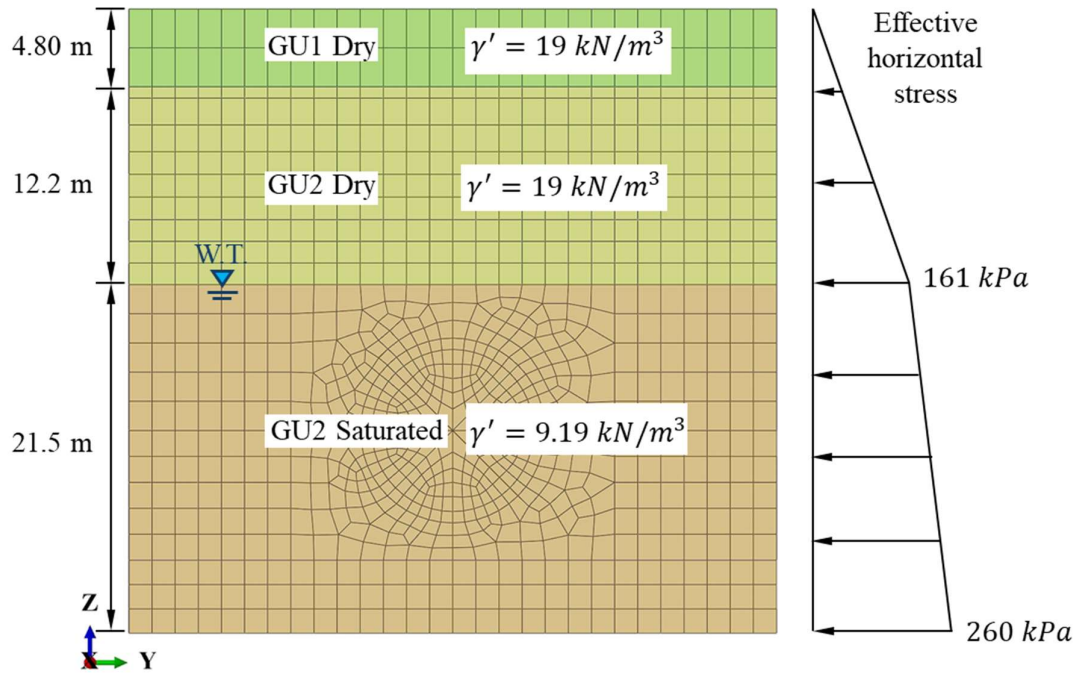 4.80 m
GU1 Dry
γ′ = 19 kN/m³
Effective
horizontal
stress
12.2 m
GU2 Dry
γ′ = 19 kN/m³
W.T.
161 kPa
21.5 m
GU2 Saturated
γ′ = 9.19 kN/m³
Z
X
Y
260 kPa